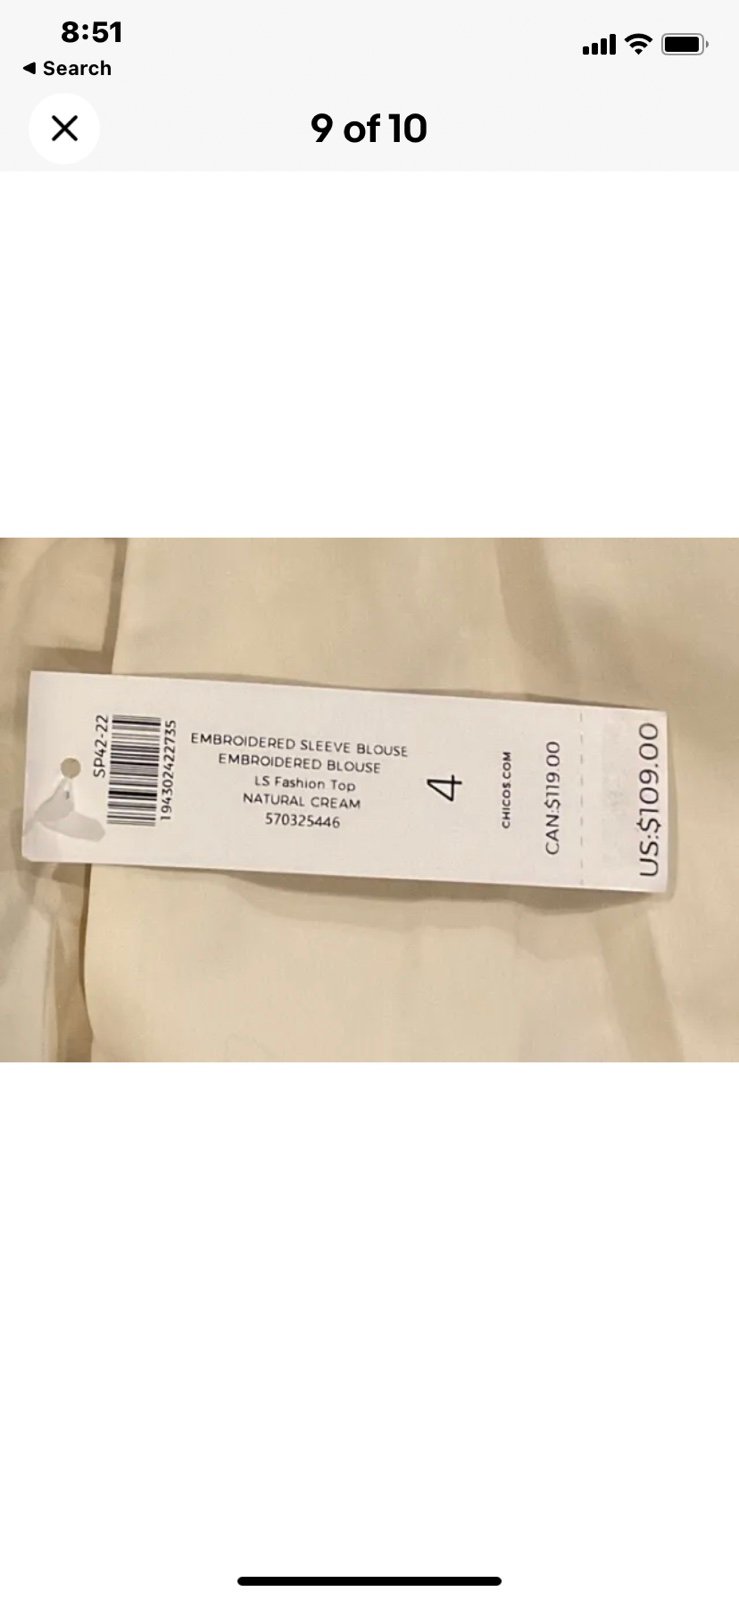 8:51
◀ Search
9 of 10
SP42-22
194302422735
EMBROIDERED SLEEVE BLOUSE
EMBROIDERED BLOUSE
LS Fashion Top
NATURAL CREAM
570325446
4
CHICOS.COM
CAN:$119.00
US:$109.00